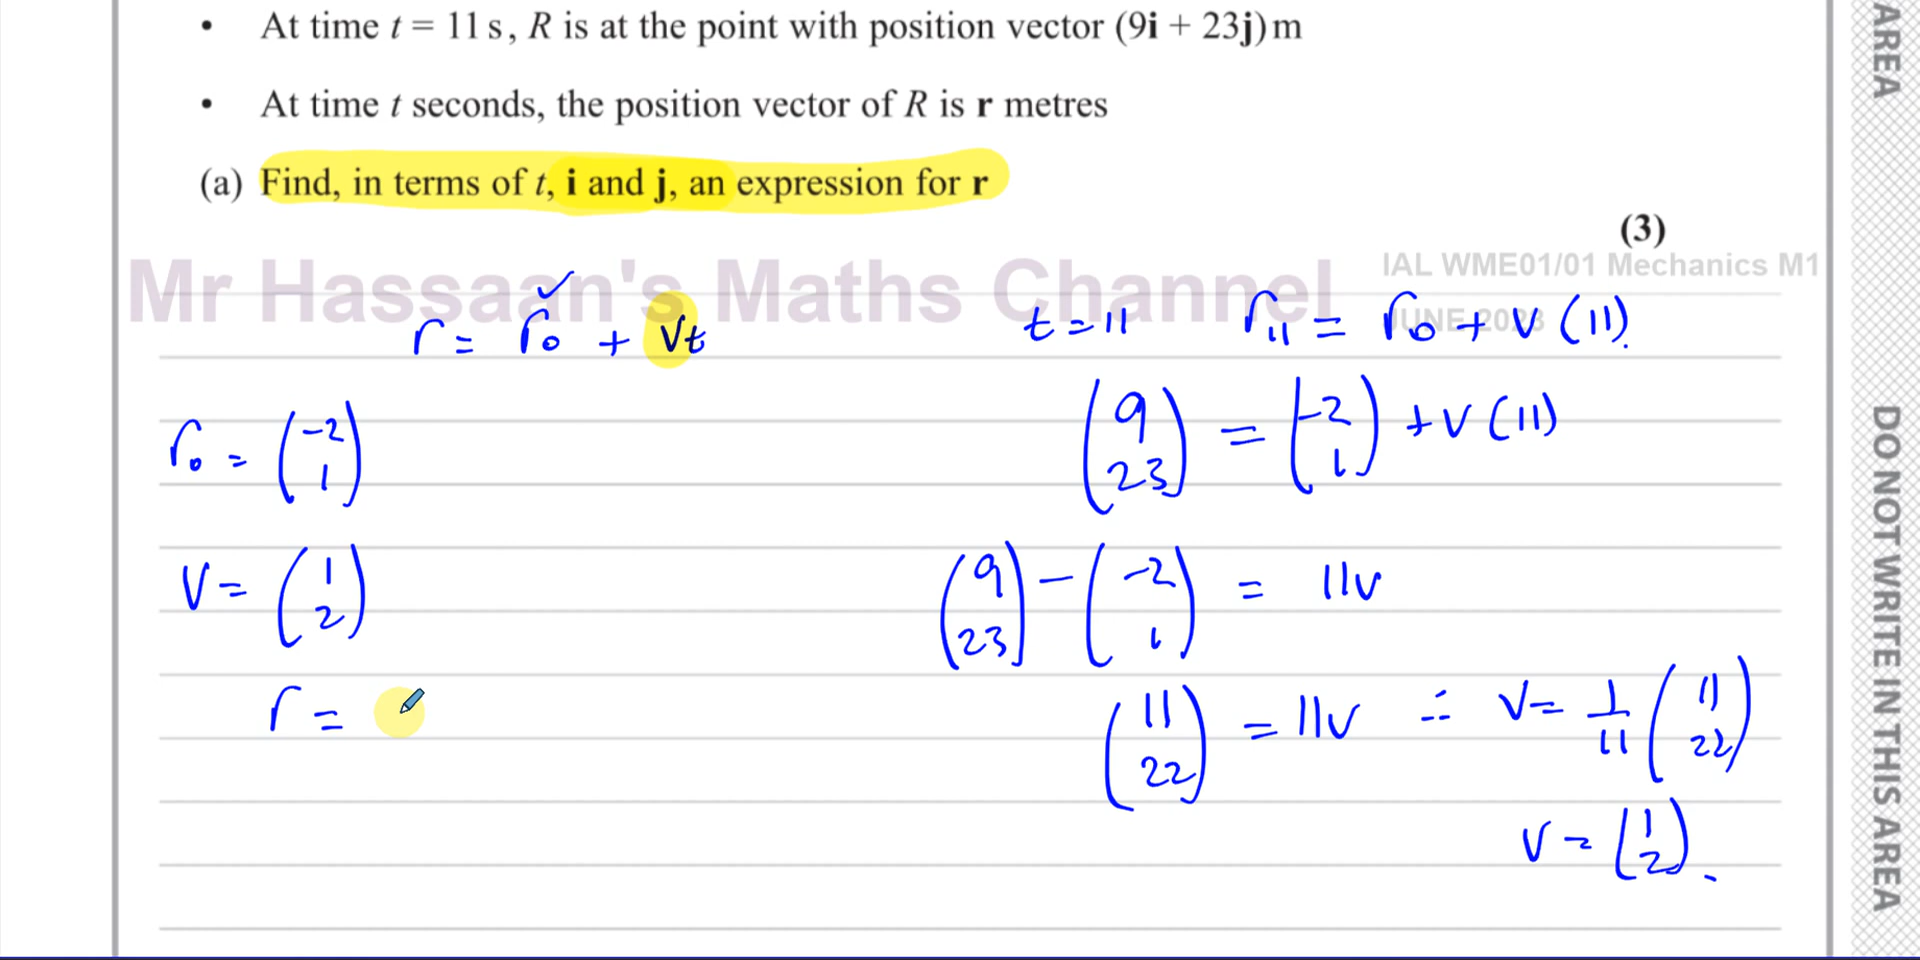 • At time t = 11 s, R is at the point with position vector (9i + 23j) m
• At time t seconds, the position vector of R is r metres
(a) Find, in terms of t, i and j, an expression for r
(3)
Mr Hassaan's Maths Channel
IAL WME01/01 Mechanics M1
JUNE 2023
r = r₀ + vt
t = 11 r₁₁ = r₀ + v (11).
r₀ = (-2 1)
(9 23) = (-2 1) + v (11)
v = (1 2)
(9 23) - (-2 1) = 11v
r =
(11 22) = 11v ∴ v = 1/11 (11 22)
v = (1 2).
AREA
DO NOT WRITE IN THIS AREA